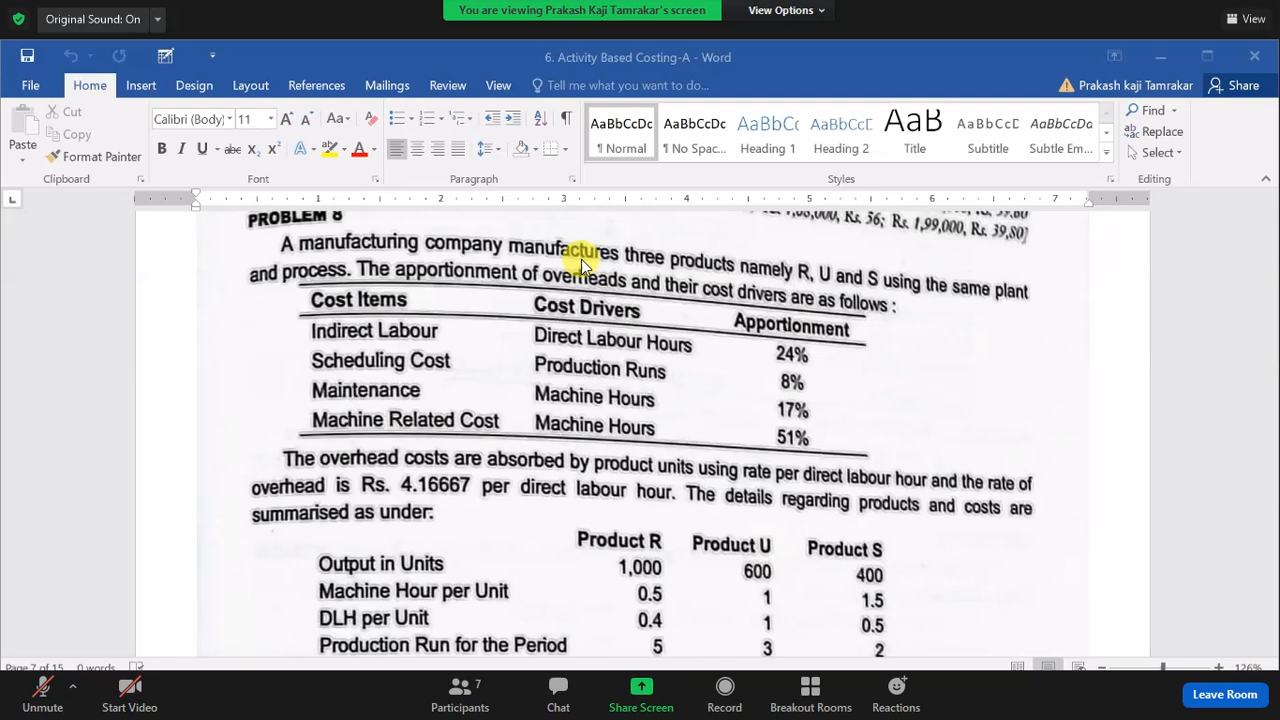 Original Sound: On
You are viewing Prakash Kaji Tamrakar's screen
View Options
View
6. Activity Based Costing-A - Word
File Home Insert Design Layout References Mailings Review View Tell me what you want to do... Prakash kaji Tamrakar Share
Cut
Copy
Paste
Format Painter
Clipboard
Calibri (Body) 11
Font
Paragraph
AaBbCcDc AaBbCcDc AaBbCc AaBbCcC AaB AaBbCcD AaBbCcDa
¶ Normal ¶ No Spac... Heading 1 Heading 2 Title Subtitle Subtle Em...
Styles
Find
Replace
Select
Editing
1 2 3 4 5 6 7
Rs. 56; Rs. 1,99,000, Rs. 39,80]
PROBLEM 8
A manufacturing company manufactures three products namely R, U and S using the same plant
and process. The apportionment of overheads and their cost drivers are as follows :
Cost Items Cost Drivers Apportionment
Indirect Labour Direct Labour Hours 24%
Scheduling Cost Production Runs 8%
Maintenance Machine Hours 17%
Machine Related Cost Machine Hours 51%
The overhead costs are absorbed by product units using rate per direct labour hour and the rate of
overhead is Rs. 4.16667 per direct labour hour. The details regarding products and costs are
summarised as under:
Product R Product U Product S
Output in Units 1,000 600 400
Machine Hour per Unit 0.5 1 1.5
DLH per Unit 0.4 1 0.5
Production Run for the Period 5 3 2
Page 7 of 15 0 words 126%
Unmute Start Video Participants 7 Chat Share Screen Record Breakout Rooms Reactions Leave Room